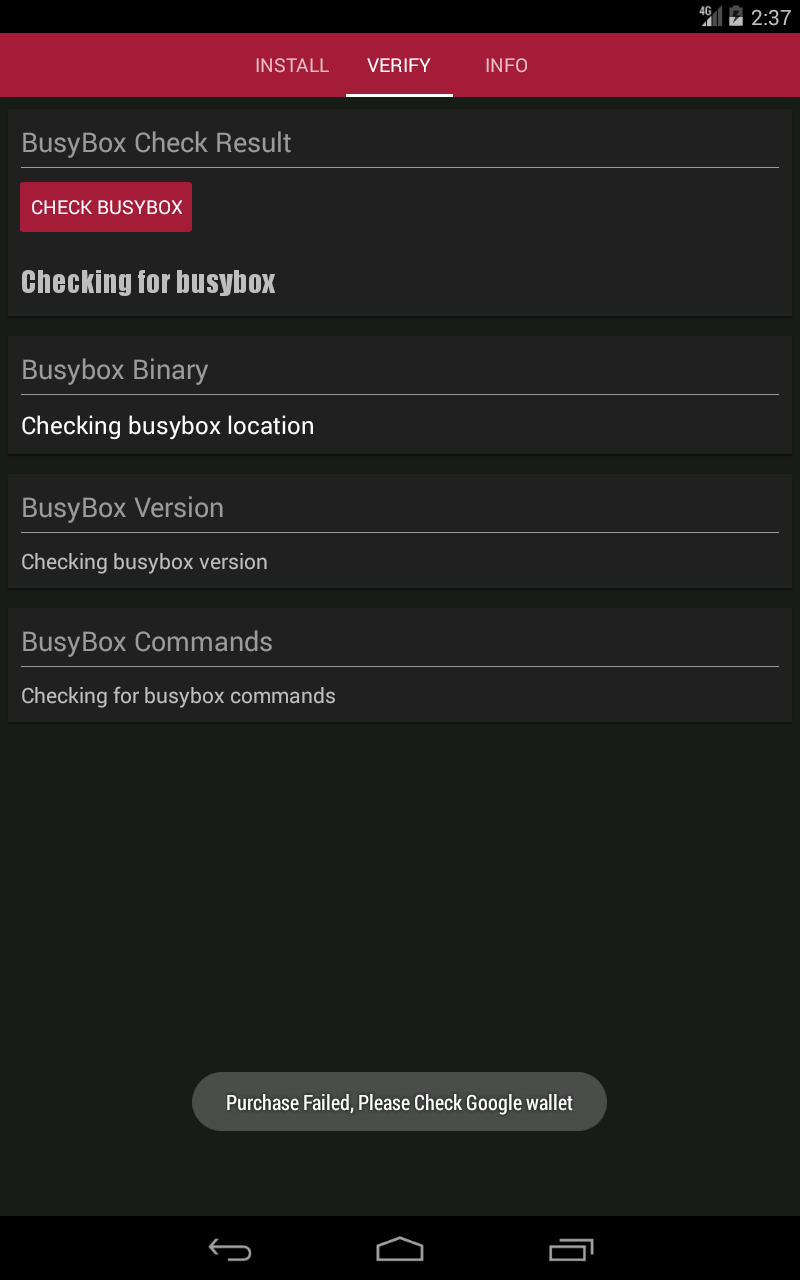 4G 2:37
INSTALL VERIFY INFO
BusyBox Check Result
CHECK BUSYBOX
Checking for busybox
Busybox Binary
Checking busybox location
BusyBox Version
Checking busybox version
BusyBox Commands
Checking for busybox commands
Purchase Failed, Please Check Google wallet